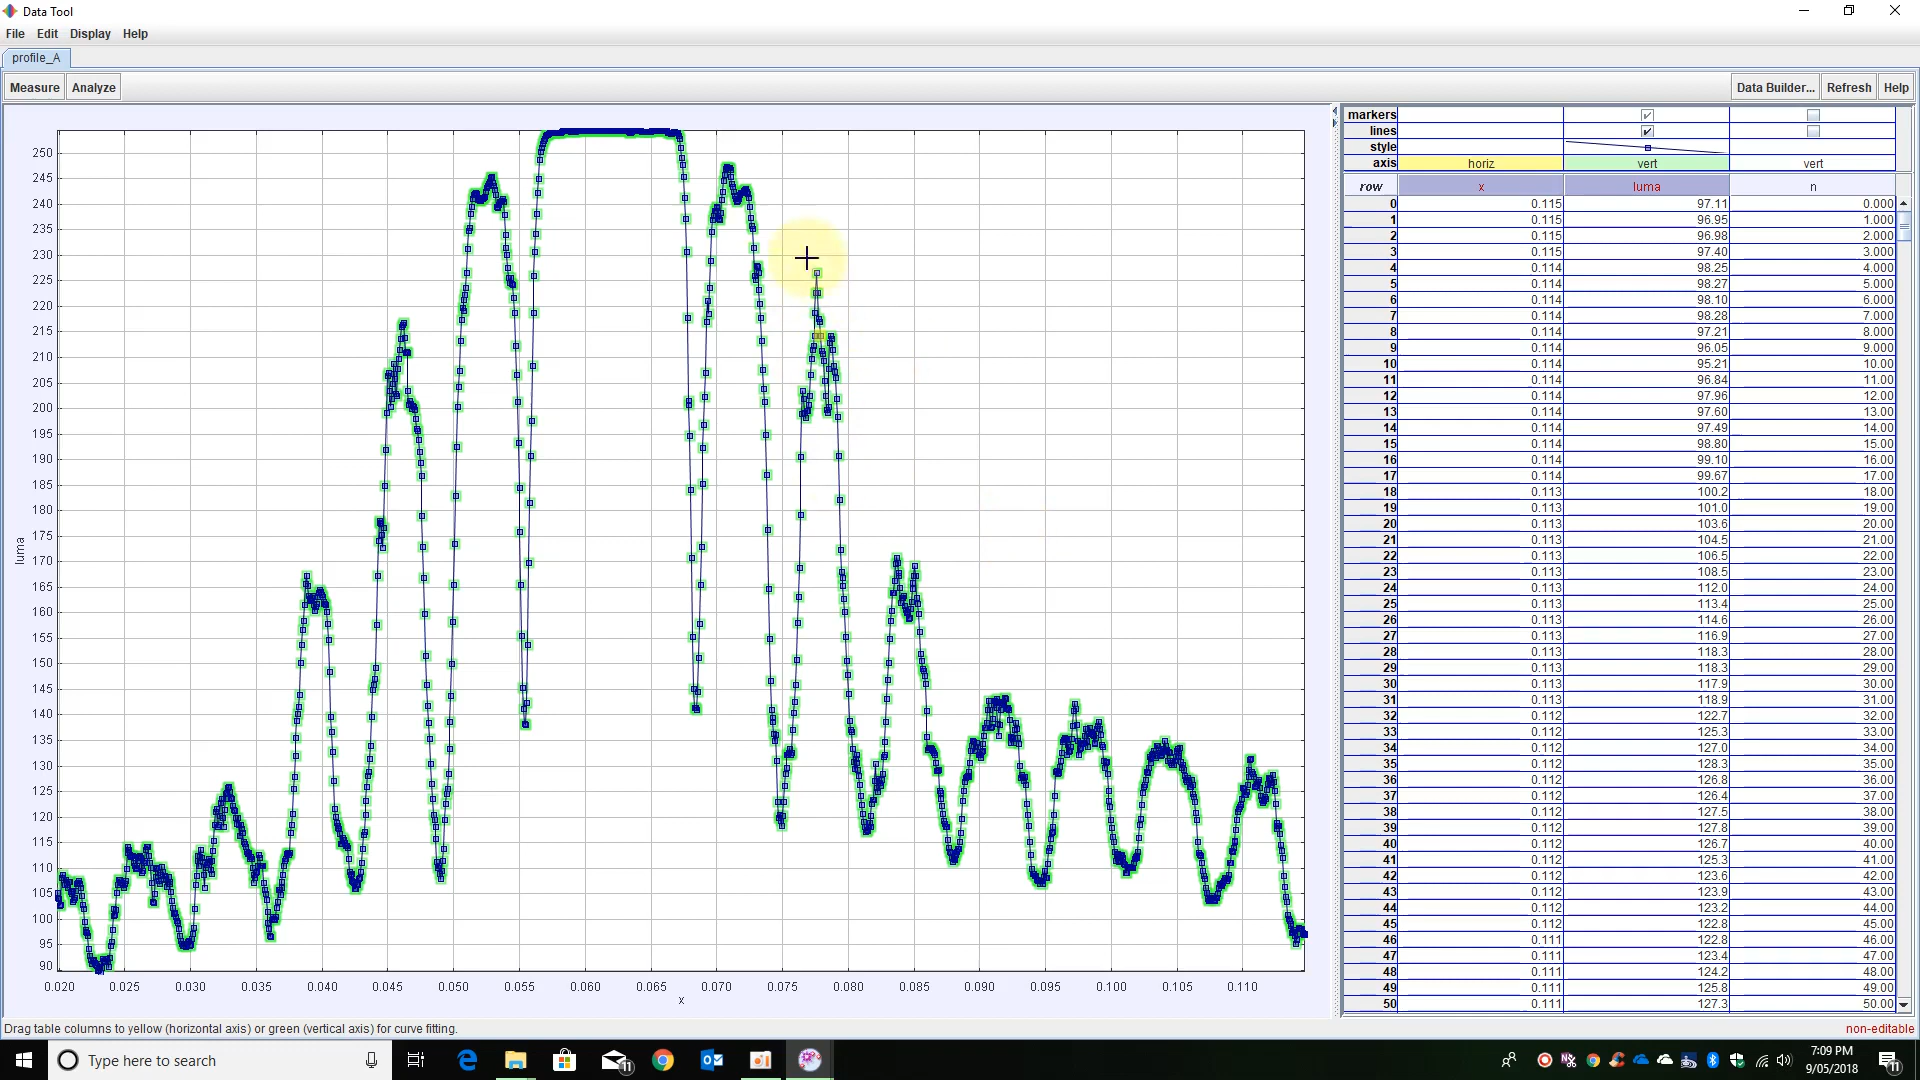 Data Tool
File Edit Display Help
profile_A
Measure Analyze Data Builder... Refresh Help
markers
lines
style
axis horiz vert vert
row x luma n
0 0.115 97.11 0.000
1 0.115 96.95 1.000
2 0.115 96.98 2.000
3 0.115 97.40 3.000
4 0.114 98.25 4.000
5 0.114 98.27 5.000
6 0.114 98.10 6.000
7 0.114 98.28 7.000
8 0.114 97.21 8.000
9 0.114 96.05 9.000
10 0.114 95.21 10.00
11 0.114 96.84 11.00
12 0.114 97.96 12.00
13 0.114 97.60 13.00
14 0.114 97.49 14.00
15 0.114 98.80 15.00
16 0.114 99.10 16.00
17 0.114 99.67 17.00
18 0.113 100.2 18.00
19 0.113 101.0 19.00
20 0.113 103.6 20.00
21 0.113 104.5 21.00
22 0.113 106.5 22.00
23 0.113 108.5 23.00
24 0.113 112.0 24.00
25 0.113 113.4 25.00
26 0.113 114.6 26.00
27 0.113 116.9 27.00
28 0.113 118.3 28.00
29 0.113 118.3 29.00
30 0.113 117.9 30.00
31 0.113 118.9 31.00
32 0.112 122.7 32.00
33 0.112 125.3 33.00
34 0.112 127.0 34.00
35 0.112 128.3 35.00
36 0.112 126.8 36.00
37 0.112 126.4 37.00
38 0.112 127.5 38.00
39 0.112 127.8 39.00
40 0.112 126.7 40.00
41 0.112 125.3 41.00
42 0.112 123.6 42.00
43 0.112 123.9 43.00
44 0.112 123.2 44.00
45 0.112 122.8 45.00
46 0.111 122.8 46.00
47 0.111 123.4 47.00
48 0.111 124.2 48.00
49 0.111 125.8 49.00
50 0.111 127.3 50.00
250
245
240
235
230
225
220
215
210
205
200
195
190
185
180
175
170
165
160
155
150
145
140
135
130
125
120
115
110
105
100
95
90
luma
0.020 0.025 0.030 0.035 0.040 0.045 0.050 0.055 0.060 0.065 0.070 0.075 0.080 0.085 0.090 0.095 0.100 0.105 0.110
x
Drag table columns to yellow (horizontal axis) or green (vertical axis) for curve fitting. non-editable
Type here to search
11
7:09 PM
9/05/2018
11